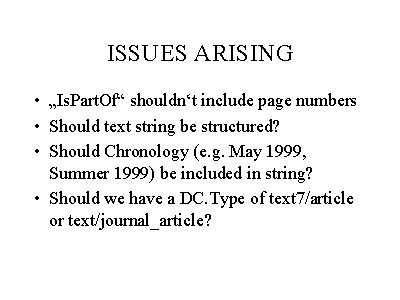 ISSUES ARISING
• „IsPartOf“ shouldn‘t include page numbers
• Should text string be structured?
• Should Chronology (e.g. May 1999,
Summer 1999) be included in string?
• Should we have a DC.Type of text7/article
or text/journal_article?